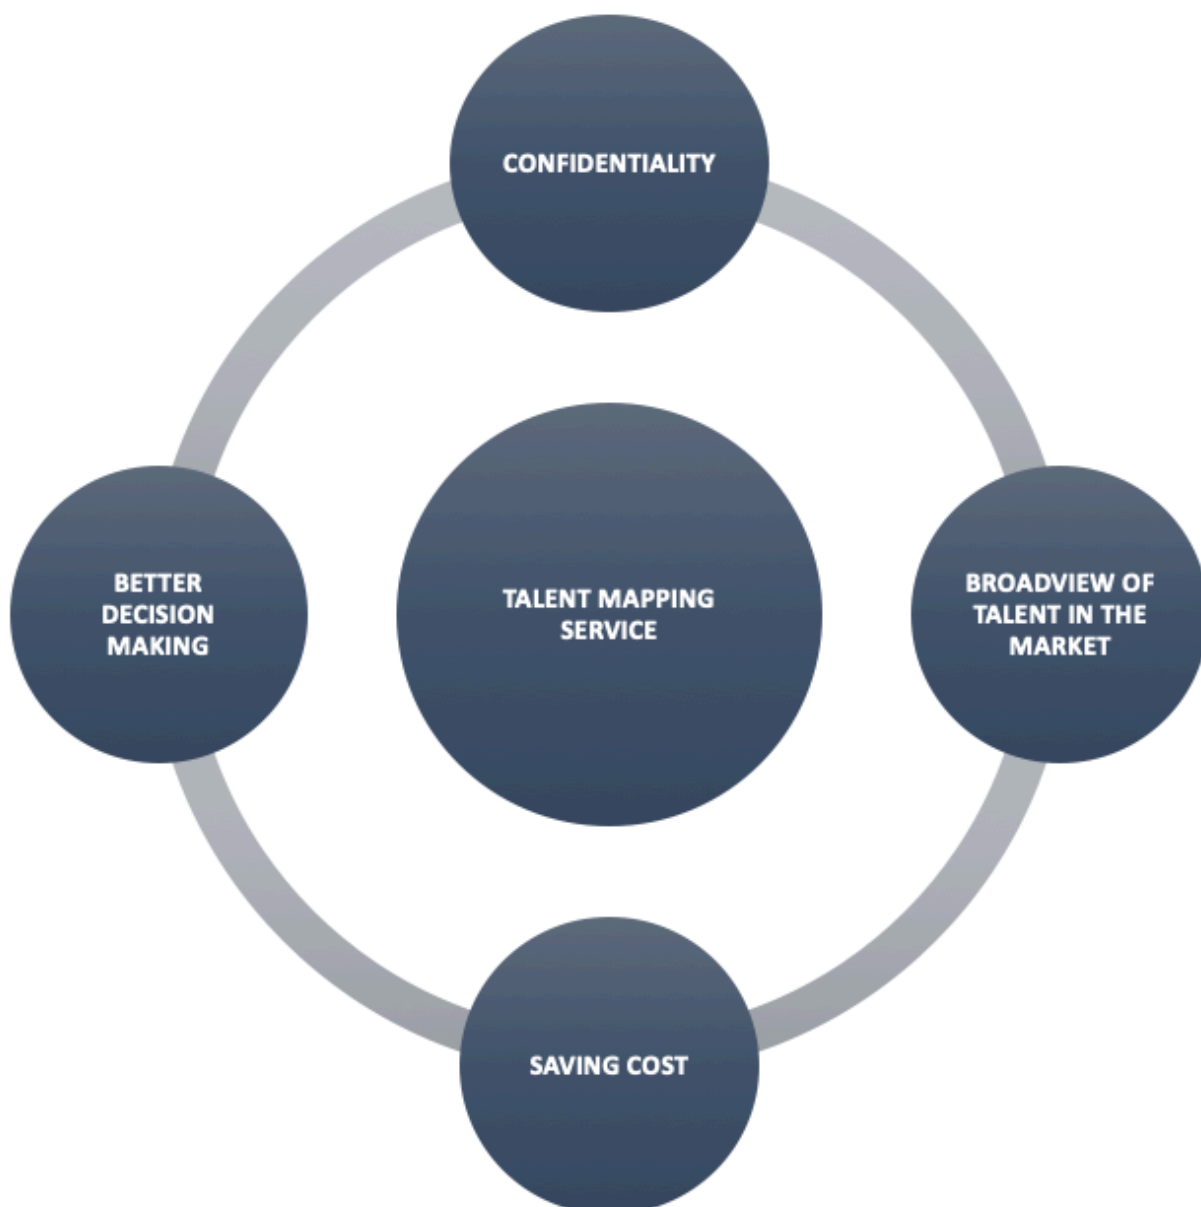 CONFIDENTIALITY
BETTER
DECISION
MAKING
TALENT MAPPING
SERVICE
BROADVIEW OF
TALENT IN THE
MARKET
SAVING COST